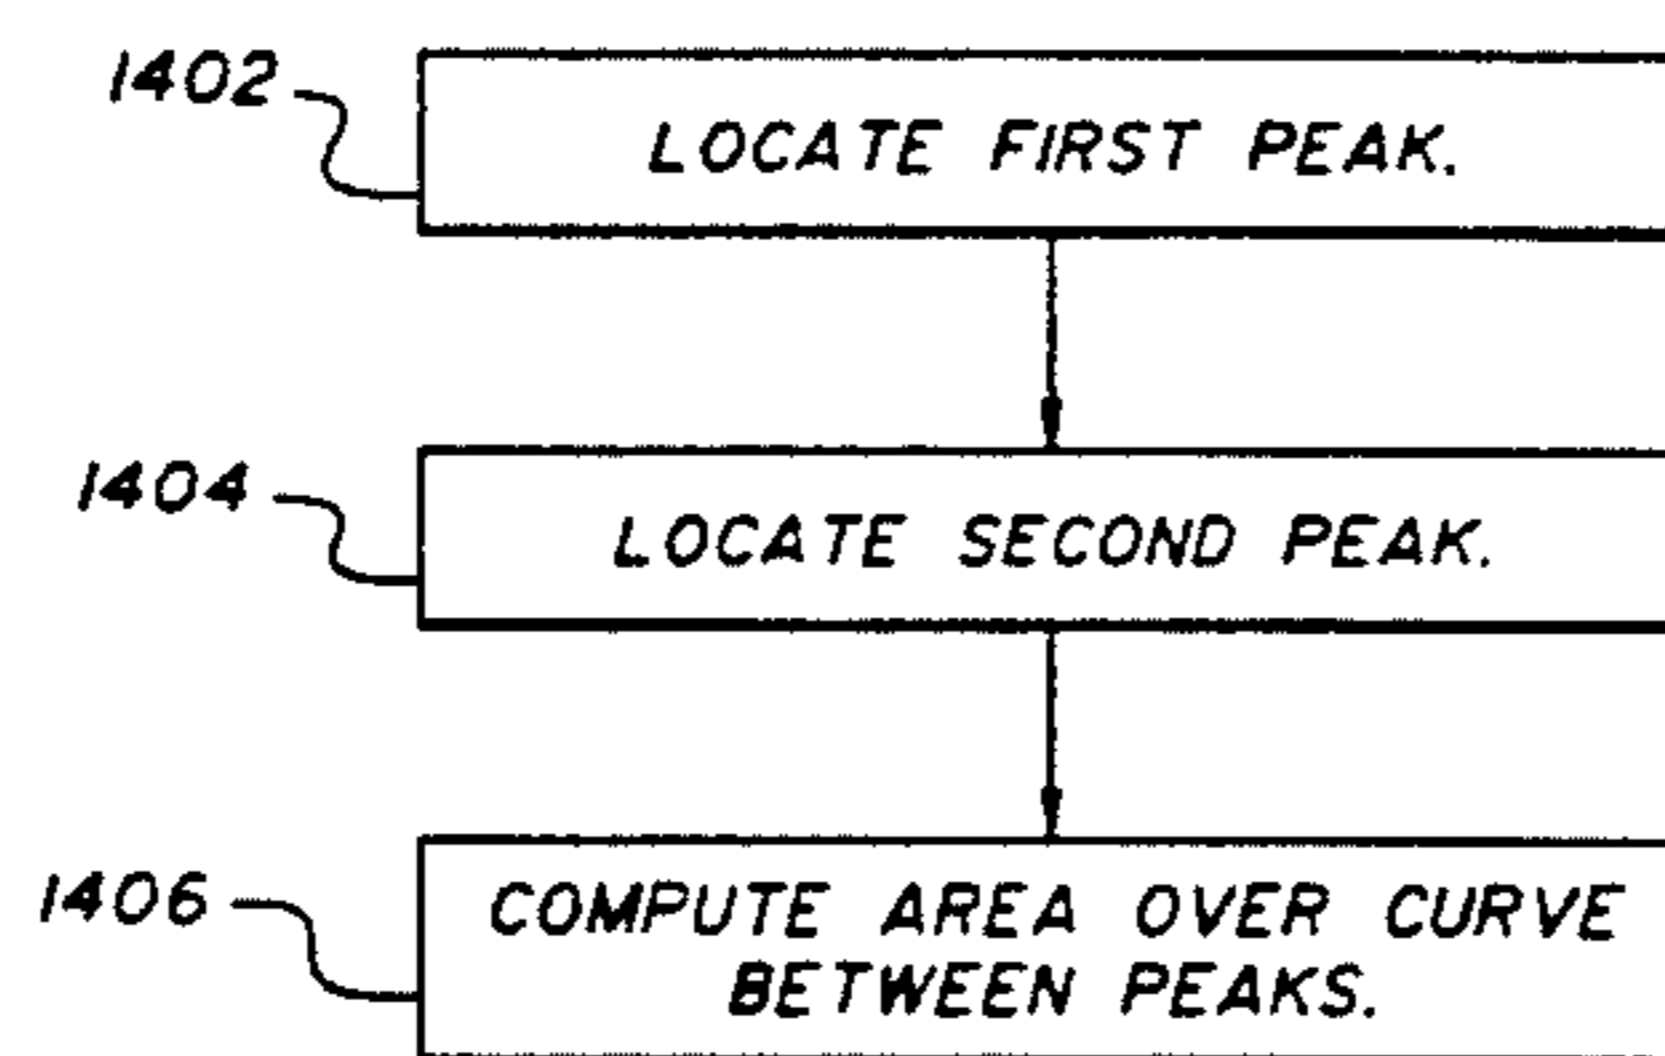 1402
LOCATE FIRST PEAK.
1404
LOCATE SECOND PEAK.
1406
COMPUTE AREA OVER CURVE
BETWEEN PEAKS.